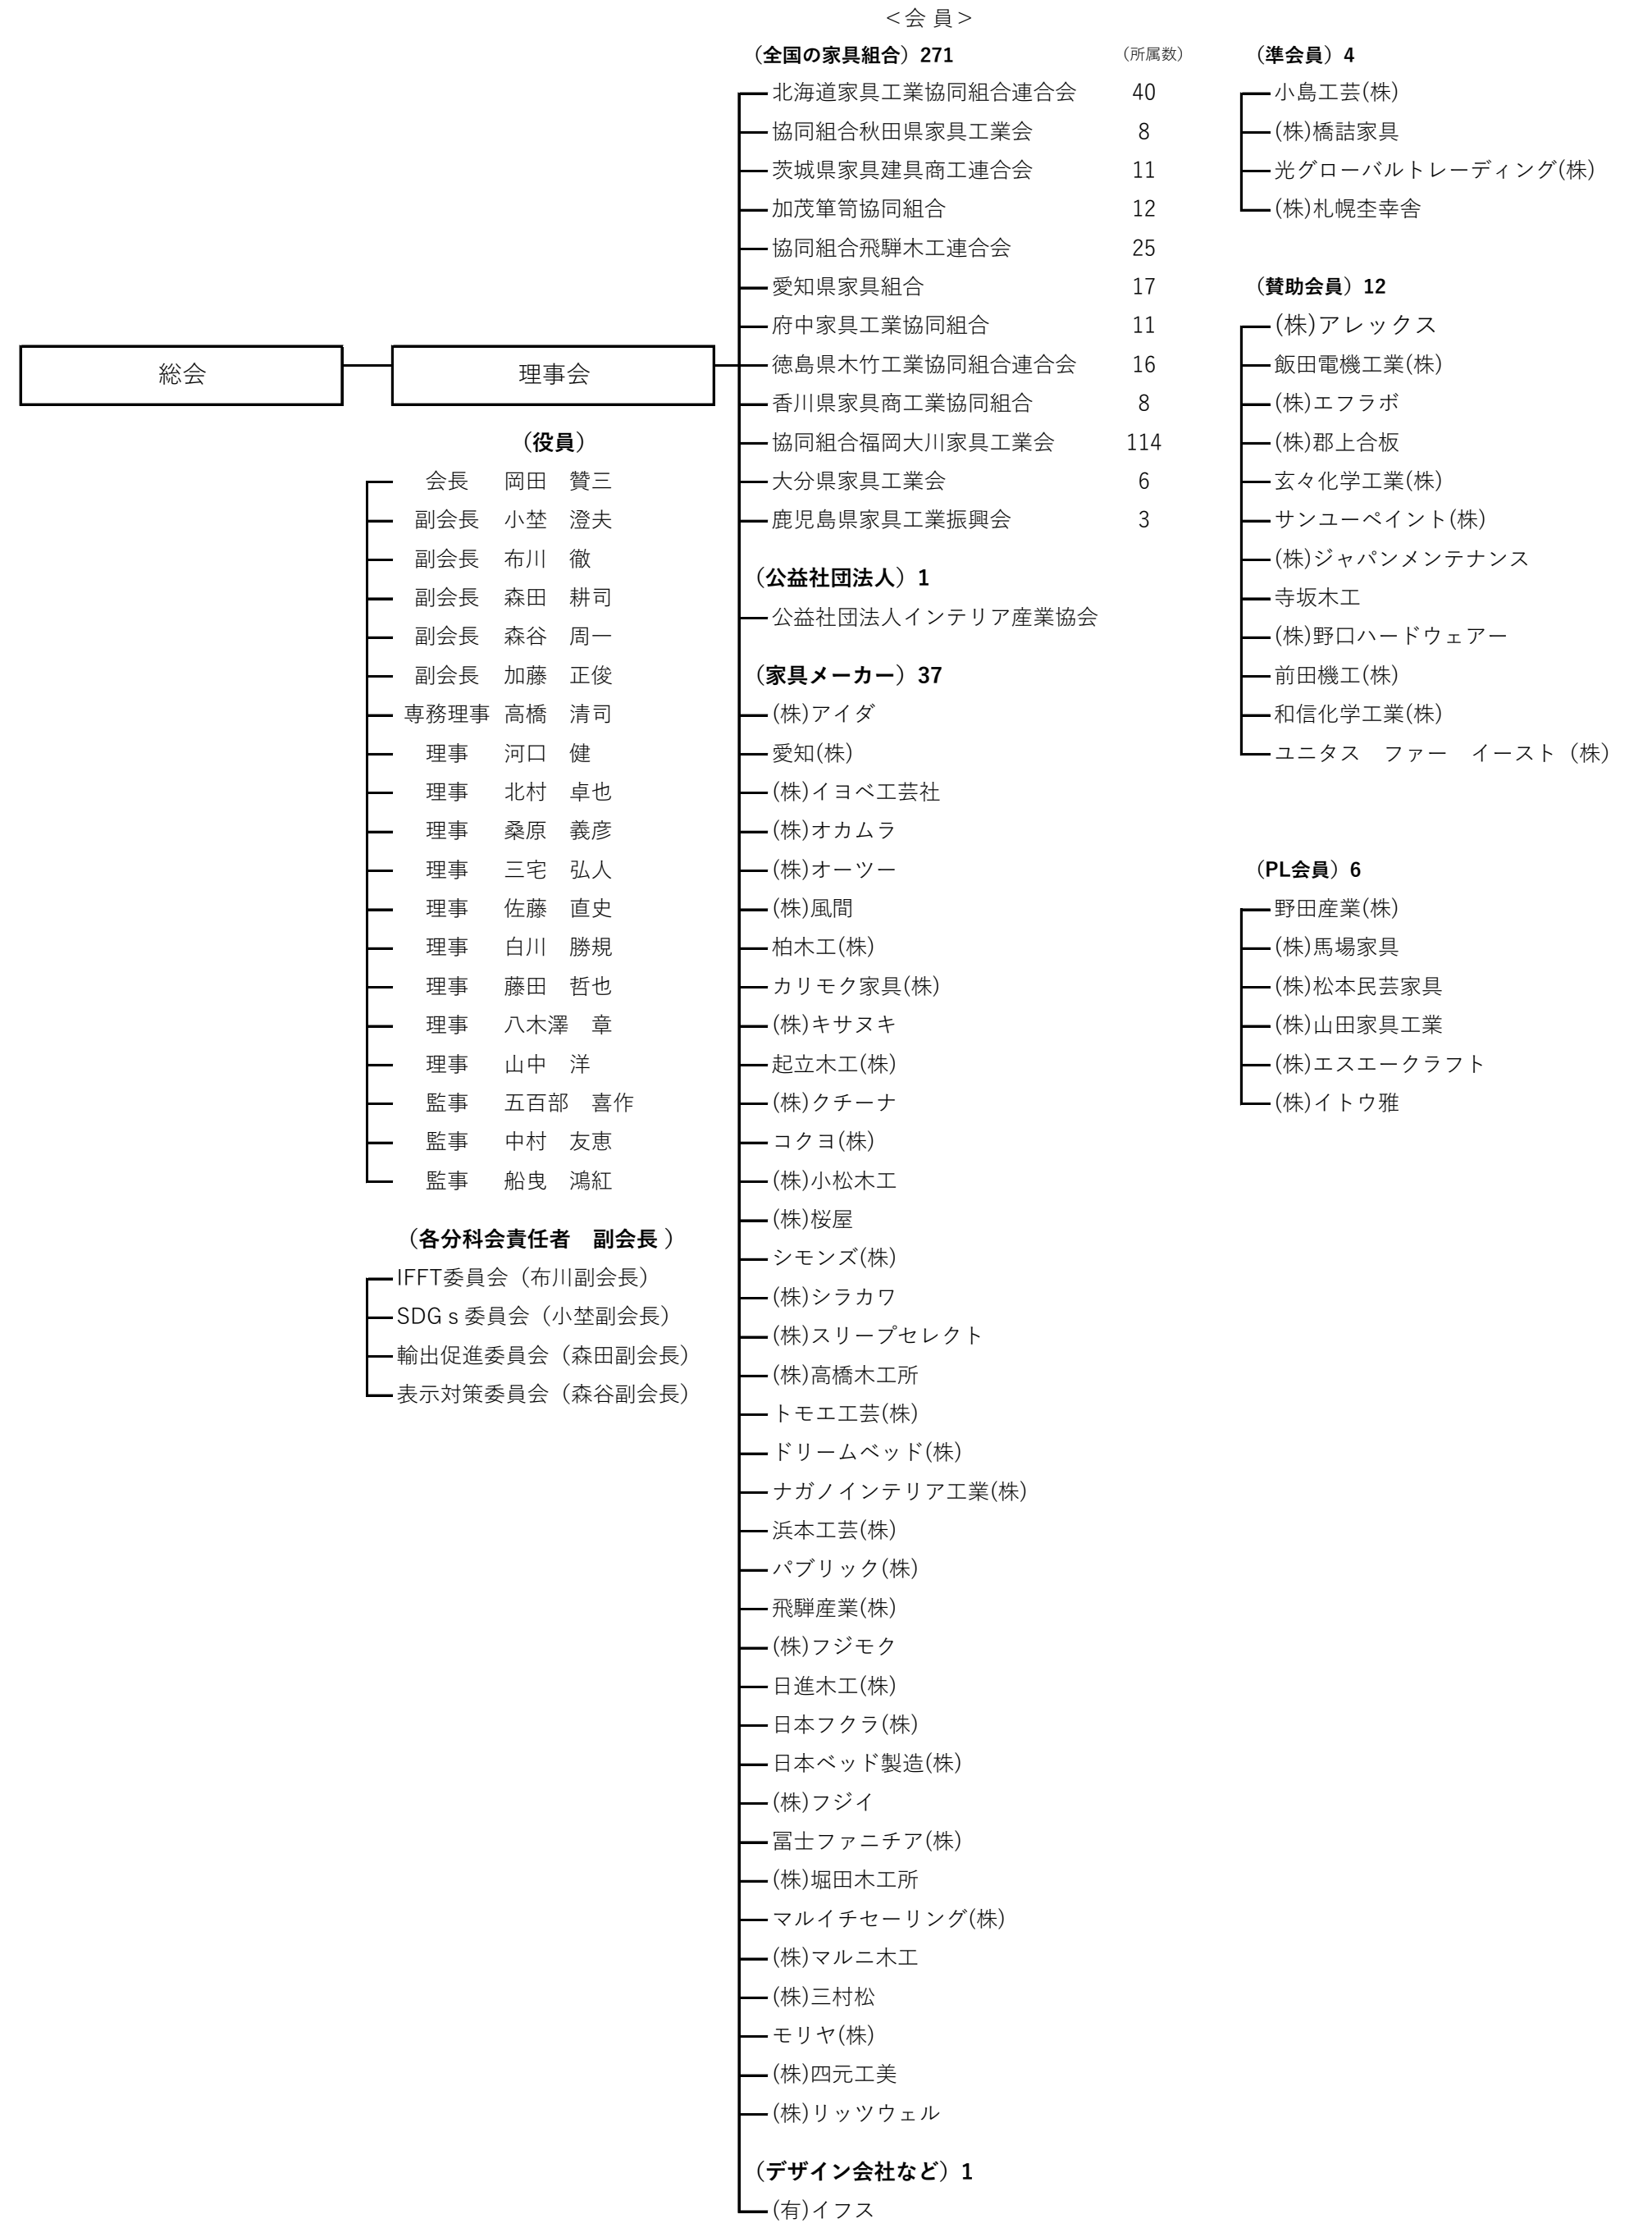 ＜会 員＞
（全国の家具組合）271 （所属数）
北海道家具工業協同組合連合会 40
協同組合秋田県家具工業会 8
茨城県家具建具商工連合会 11
加茂箪笥協同組合 12
協同組合飛騨木工連合会 25
愛知県家具組合 17
府中家具工業協同組合 11
徳島県木竹工業協同組合連合会 16
香川県家具商工業協同組合 8
協同組合福岡大川家具工業会 114
大分県家具工業会 6
鹿児島県家具工業振興会 3
（公益社団法人）1
公益社団法人インテリア産業協会
（家具メーカー）37
(株)アイダ
愛知(株)
(株)イヨベ工芸社
(株)オカムラ
(株)オーツー
(株)風間
柏木工(株)
カリモク家具(株)
(株)キサヌキ
起立木工(株)
(株)クチーナ
コクヨ(株)
(株)小松木工
(株)桜屋
シモンズ(株)
(株)シラカワ
(株)スリープセレクト
(株)高橋木工所
トモエ工芸(株)
ドリームベッド(株)
ナガノインテリア工業(株)
浜本工芸(株)
パブリック(株)
飛騨産業(株)
(株)フジモク
日進木工(株)
日本フクラ(株)
日本ベッド製造(株)
(株)フジイ
冨士ファニチア(株)
(株)堀田木工所
マルイチセーリング(株)
(株)マルニ木工
(株)三村松
モリヤ(株)
(株)四元工美
(株)リッツウェル
（デザイン会社など）1
(有)イフス
総会
理事会
（役員）
会長 岡田　贊三
副会長 小埜　澄夫
副会長 布川　徹
副会長 森田　耕司
副会長 森谷　周一
副会長 加藤　正俊
専務理事 高橋　清司
理事 河口　健
理事 北村　卓也
理事 桑原　義彦
理事 三宅　弘人
理事 佐藤　直史
理事 白川　勝規
理事 藤田　哲也
理事 八木澤　章
理事 山中　洋
監事 五百部　喜作
監事 中村　友恵
監事 船曳　鴻紅
（各分科会責任者　副会長 ）
IFFT委員会（布川副会長）
SDGｓ委員会（小埜副会長）
輸出促進委員会（森田副会長）
表示対策委員会（森谷副会長）
（準会員）4
小島工芸(株)
(株)橋詰家具
光グローバルトレーディング(株)
(株)札幌杢幸舎
（賛助会員）12
(株)アレックス
飯田電機工業(株)
(株)エフラボ
(株)郡上合板
玄々化学工業(株)
サンユーペイント(株)
(株)ジャパンメンテナンス
寺坂木工
(株)野口ハードウェアー
前田機工(株)
和信化学工業(株)
ユニタス　ファー　イースト（株）
（PL会員）6
野田産業(株)
(株)馬場家具
(株)松本民芸家具
(株)山田家具工業
(株)エスエークラフト
(株)イトウ雅